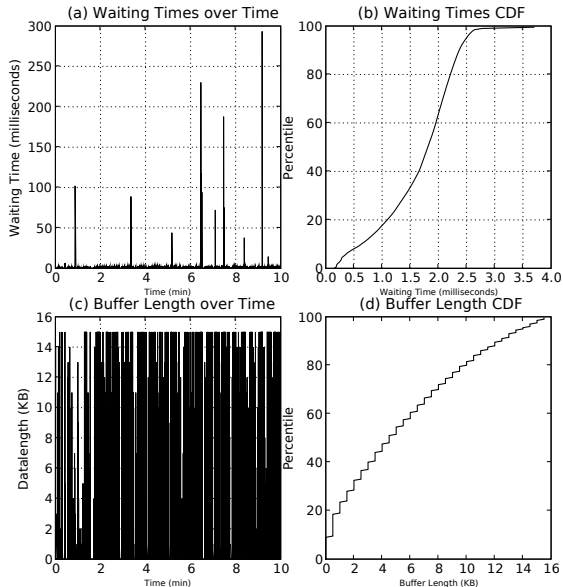 (a) Waiting Times over Time
300
250
200
150
100
50
0
Waiting Time (milliseconds)
0 2 4 6 8 10
Time (min)
(b) Waiting Times CDF
100
80
60
40
20
0
Percentile
0.0 0.5 1.0 1.5 2.0 2.5 3.0 3.5 4.0
Waiting Time (milliseconds)
(c) Buffer Length over Time
16
14
12
10
8
6
4
2
0
Datalength (KB)
0 2 4 6 8 10
Time (min)
(d) Buffer Length CDF
100
80
60
40
20
0
Percentile
0 2 4 6 8 10 12 14 16
Buffer Length (KB)